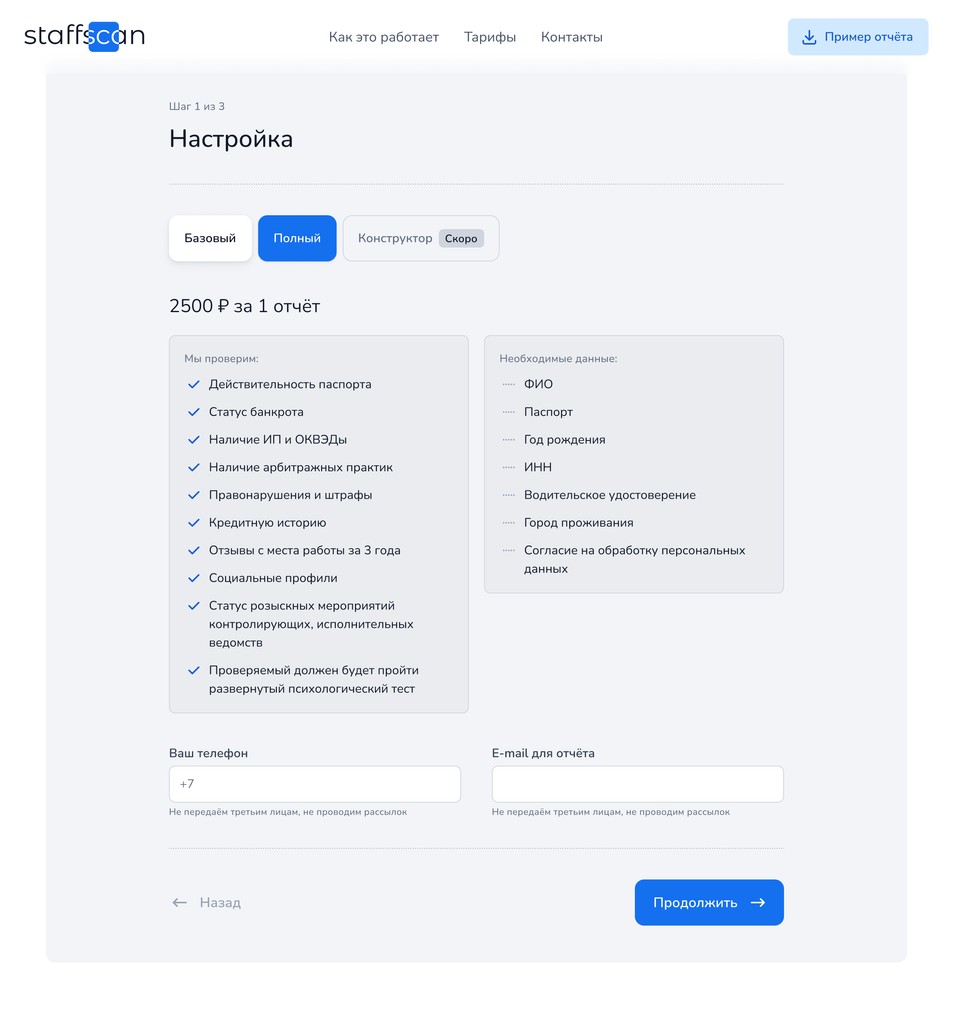 staffscan
Как это работает
Тарифы
Контакты
Пример отчёта
Шаг 1 из 3
Настройка
Базовый
Полный
Конструктор
Скоро
2500 ₽ за 1 отчёт
Мы проверим:
Действительность паспорта
Статус банкрота
Наличие ИП и ОКВЭДы
Наличие арбитражных практик
Правонарушения и штрафы
Кредитную историю
Отзывы с места работы за 3 года
Социальные профили
Статус розыскных мероприятий
контролирующих, исполнительных
ведомств
Проверяемый должен будет пройти
развернутый психологический тест
Необходимые данные:
ФИО
Паспорт
Год рождения
ИНН
Водительское удостоверение
Город проживания
Согласие на обработку персональных
данных
Ваш телефон
+7
Не передаём третьим лицам, не проводим рассылок
E-mail для отчёта
Не передаём третьим лицам, не проводим рассылок
Назад
Продолжить